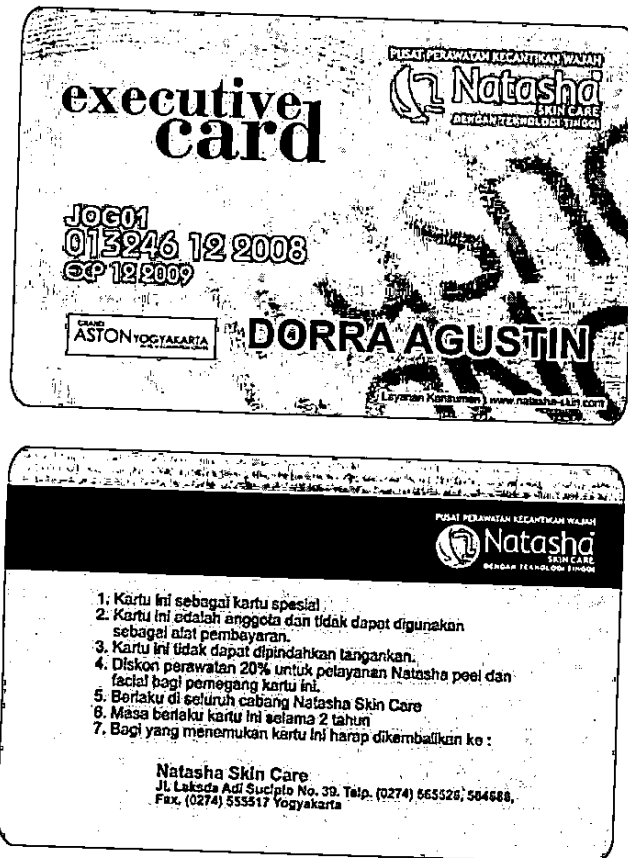 executive
card
PUSAT PERAWATAN KECANTIKAN WAJAH
Natasha
SKIN CARE
DENGAN TEKNOLOGI TINGGI
JOG01
013246 12 2008
EXP 12 2009
GRAND
ASTON YOGYAKARTA
DORRA AGUSTIN
Layanan Konsumen : www.natasha-skin.com
PUSAT PERAWATAN KECANTIKAN WAJAH
Natasha
SKIN CARE
DENGAN TEKNOLOGI TINGGI
1. Kartu ini sebagai kartu spesial
2. Kartu ini adalah anggota dan tidak dapat digunakan
sebagai alat pembayaran.
3. Kartu ini tidak dapat dipindahkan tangankan.
4. Diskon perawatan 20% untuk pelayanan Natasha peel dan
facial bagi pemegang kartu ini.
5. Berlaku di seluruh cabang Natasha Skin Care
6. Masa berlaku kartu ini selama 2 tahun
7. Bagi yang menemukan kartu ini harap dikembalikan ke :
Natasha Skin Care
Jl. Laksda Adi Sucipto No. 39. Telp. (0274)
Fax. (0274) 555517 Yogyakarta